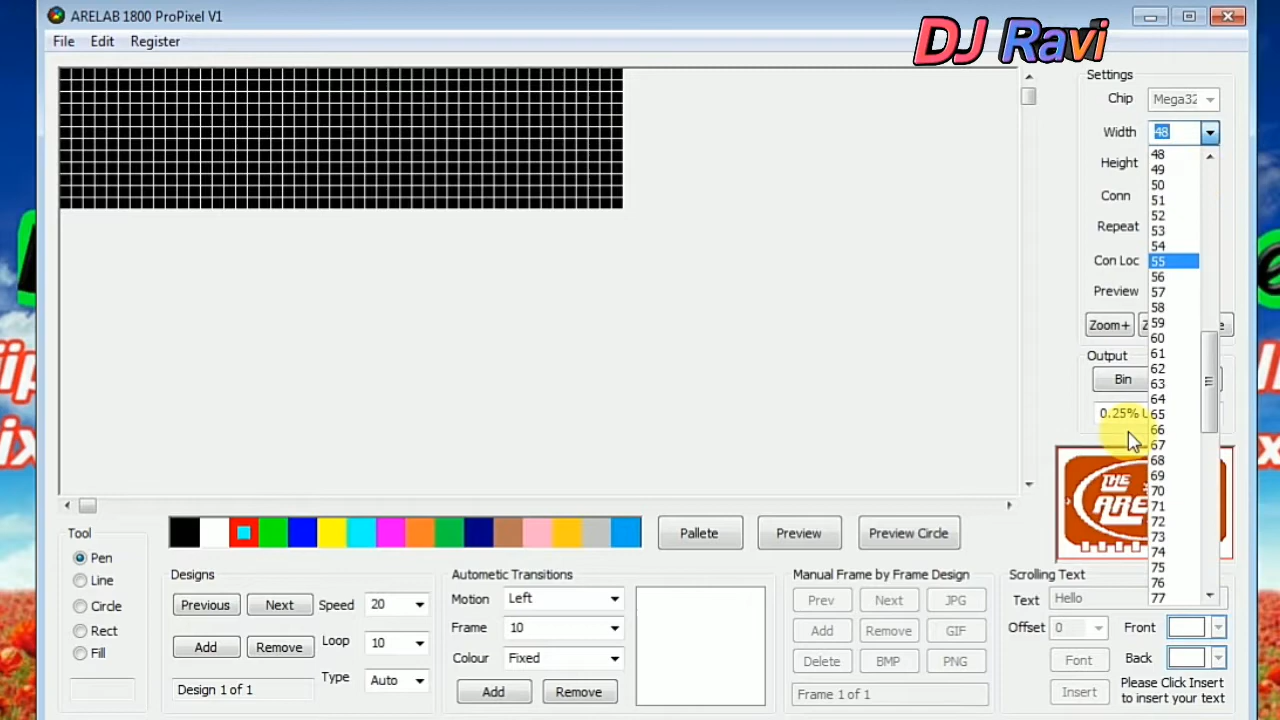 ARELAB 1800 ProPixel V1
DJ Ravi
File Edit Register
Settings
Chip Mega32
Width 48
Height
Conn
Repeat
Con Loc
Preview
48
49
50
51
52
53
54
55
56
57
58
59
60
61
62
63
64
65
66
67
68
69
70
71
72
73
74
75
76
77
Zoom+
Output
Bin
0.25%
THE
ARE
Pallete Preview Preview Circle
Tool
Pen
Line
Circle
Rect
Fill
Designs
Previous Next Speed 20
Add Remove Loop 10
Design 1 of 1 Type Auto
Automatic Transitions
Motion Left
Frame 10
Colour Fixed
Add Remove
Manual Frame by Frame Design
Prev Next JPG
Add Remove GIF
Delete BMP PNG
Frame 1 of 1
Scrolling Text
Text Hello
Offset 0 Front
Font Back
Insert Please Click Insert
to insert your text